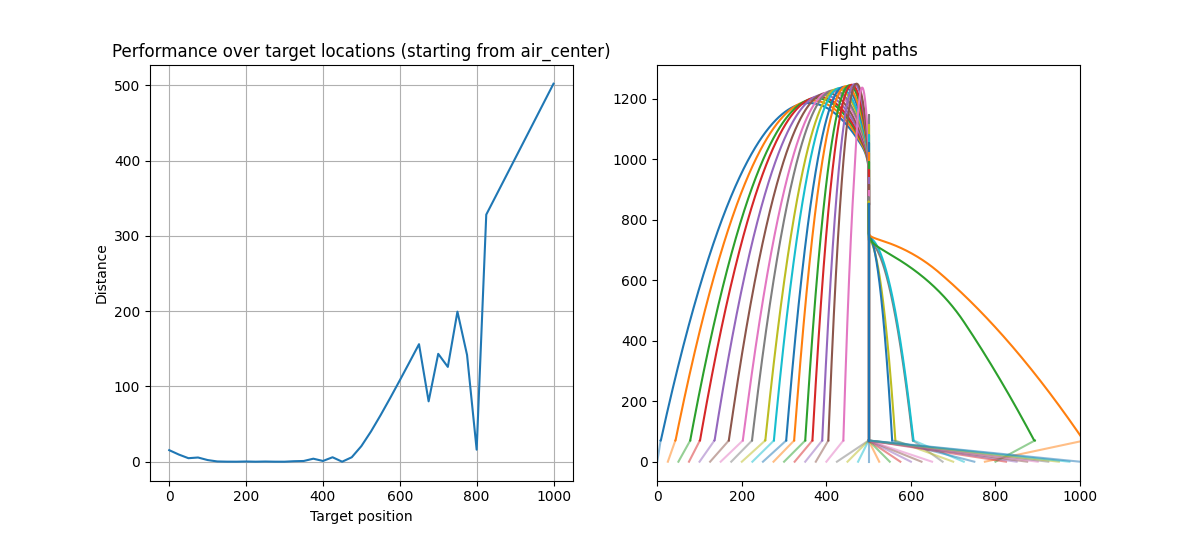 Performance over target locations (starting from air_center)
500
400
300
200
100
0
Distance
0 200 400 600 800 1000
Target position
Flight paths
1200
1000
800
600
400
200
0
0 200 400 600 800 1000